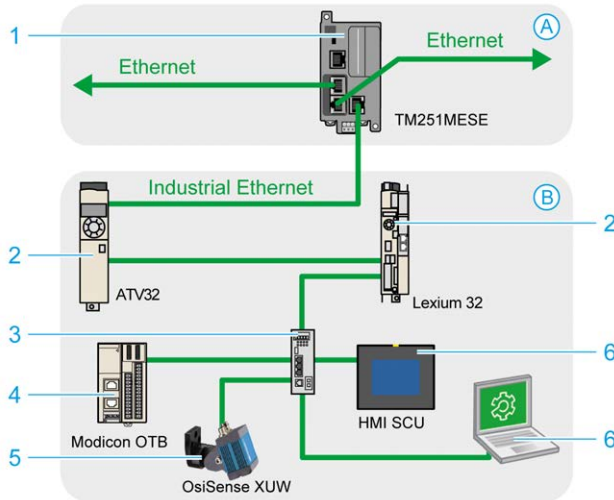 1
A
Ethernet
Ethernet
TM251MESE
Industrial Ethernet
B
2
2
ATV32
Lexium 32
3
6
4
HMI SCU
Modicon OTB
6
5
OsiSense XUW